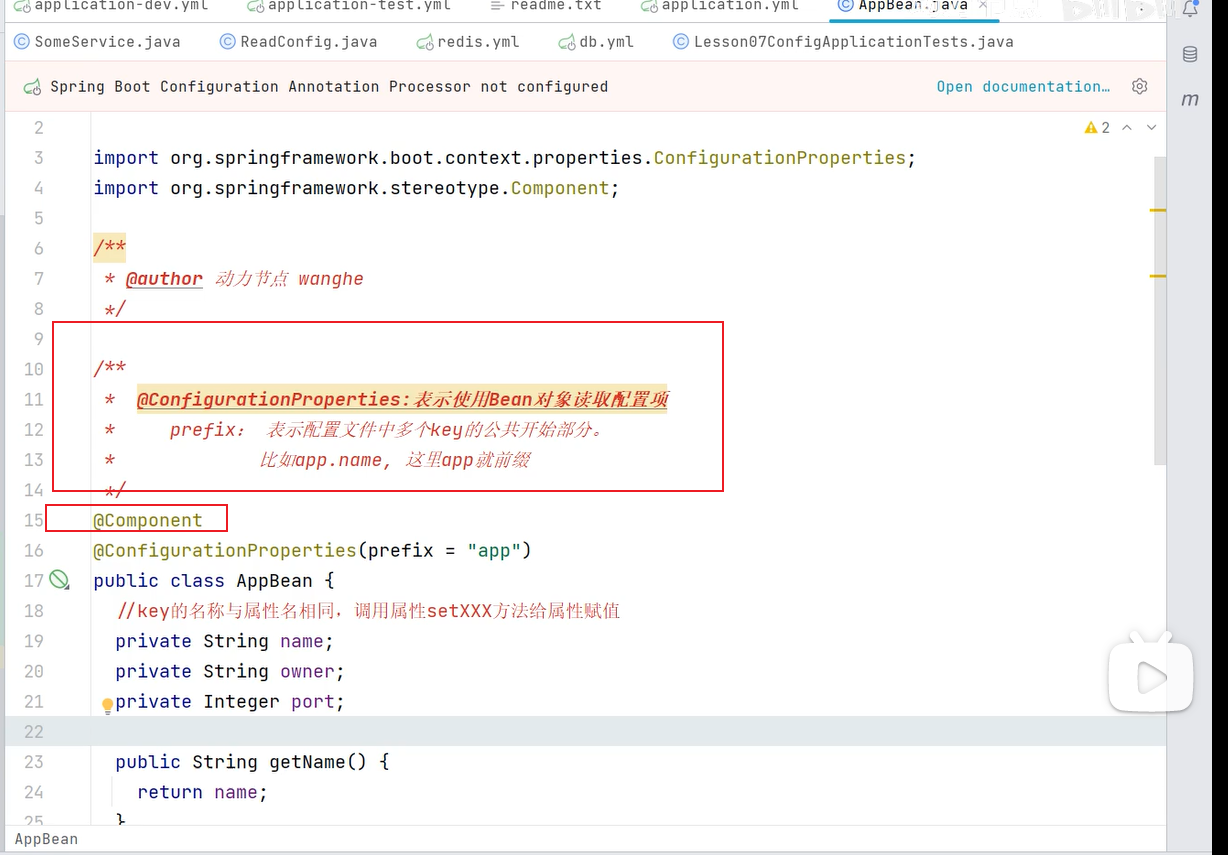 application-dev.yml application-test.yml readme.txt application.yml AppBean.java
SomeService.java ReadConfig.java redis.yml db.yml Lesson07ConfigApplicationTests.java
Spring Boot Configuration Annotation Processor not configured Open documentation…
2 2
3 import org.springframework.boot.context.properties.ConfigurationProperties;
4 import org.springframework.stereotype.Component;
5
6 /**
7 * @author 动力节点 wanghe
8 */
9
10 /**
11 * @ConfigurationProperties:表示使用Bean对象读取配置项
12 * prefix: 表示配置文件中多个key的公共开始部分。
13 * 比如app.name, 这里app就前缀
14 */
15 @Component
16 @ConfigurationProperties(prefix = "app")
17 public class AppBean {
18 //key的名称与属性名相同，调用属性setXXX方法给属性赋值
19 private String name;
20 private String owner;
21 private Integer port;
22
23 public String getName() {
24 return name;
25 }
AppBean
m